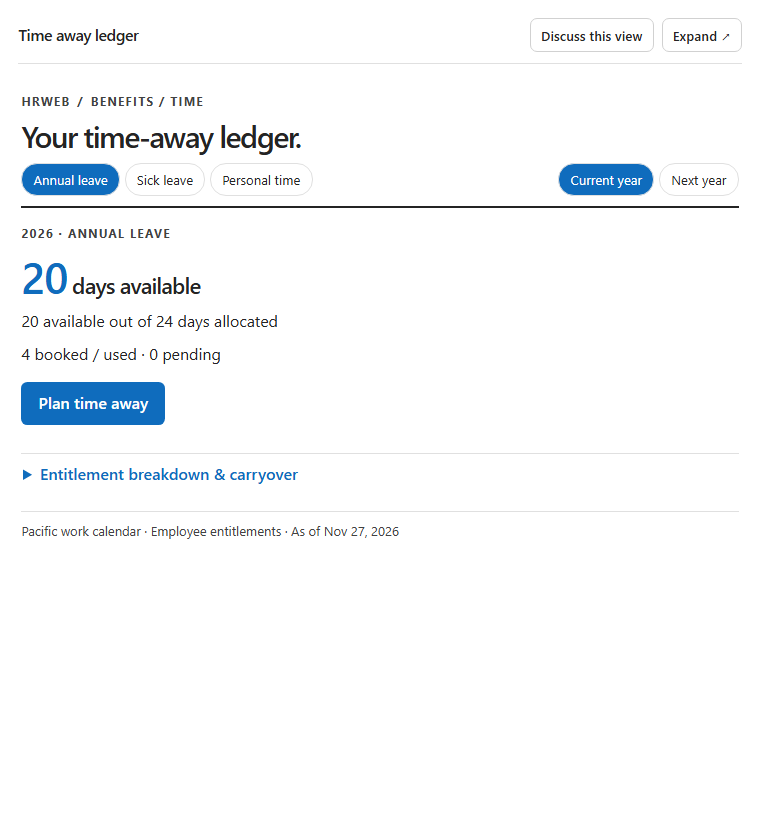 Time away ledger
Discuss this view
Expand ↗
HRWEB / BENEFITS / TIME
Your time-away ledger.
Annual leave
Sick leave
Personal time
Current year
Next year
2026 · ANNUAL LEAVE
20 days available
20 available out of 24 days allocated
4 booked / used · 0 pending
Plan time away
▶ Entitlement breakdown & carryover
Pacific work calendar · Employee entitlements · As of Nov 27, 2026